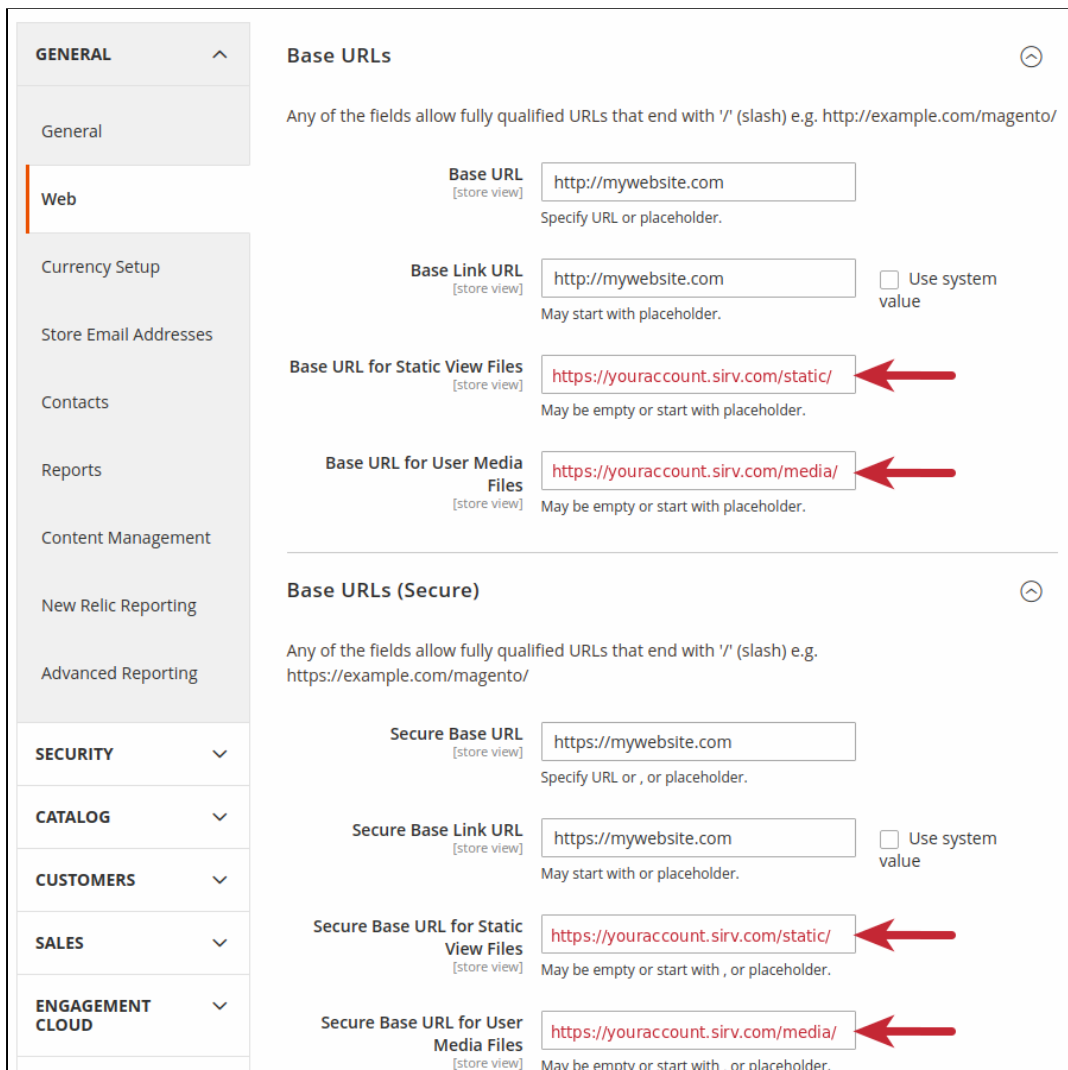 GENERAL
General
Web
Currency Setup
Store Email Addresses
Contacts
Reports
Content Management
New Relic Reporting
Advanced Reporting
SECURITY
CATALOG
CUSTOMERS
SALES
ENGAGEMENT
CLOUD
Base URLs
Any of the fields allow fully qualified URLs that end with '/' (slash) e.g. http://example.com/magento/
Base URL
[store view]
http://mywebsite.com
Specify URL or placeholder.
Base Link URL
[store view]
http://mywebsite.com
Use system
value
May start with placeholder.
Base URL for Static View Files
[store view]
https://youraccount.sirv.com/static/
May be empty or start with placeholder.
Base URL for User Media
Files
[store view]
https://youraccount.sirv.com/media/
May be empty or start with placeholder.
Base URLs (Secure)
Any of the fields allow fully qualified URLs that end with '/' (slash) e.g.
https://example.com/magento/
Secure Base URL
[store view]
https://mywebsite.com
Specify URL or , or placeholder.
Secure Base Link URL
[store view]
https://mywebsite.com
Use system
value
May start with or placeholder.
Secure Base URL for Static
View Files
[store view]
https://youraccount.sirv.com/static/
May be empty or start with , or placeholder.
Secure Base URL for User
Media Files
[store view]
https://youraccount.sirv.com/media/
May be empty or start with , or placeholder.